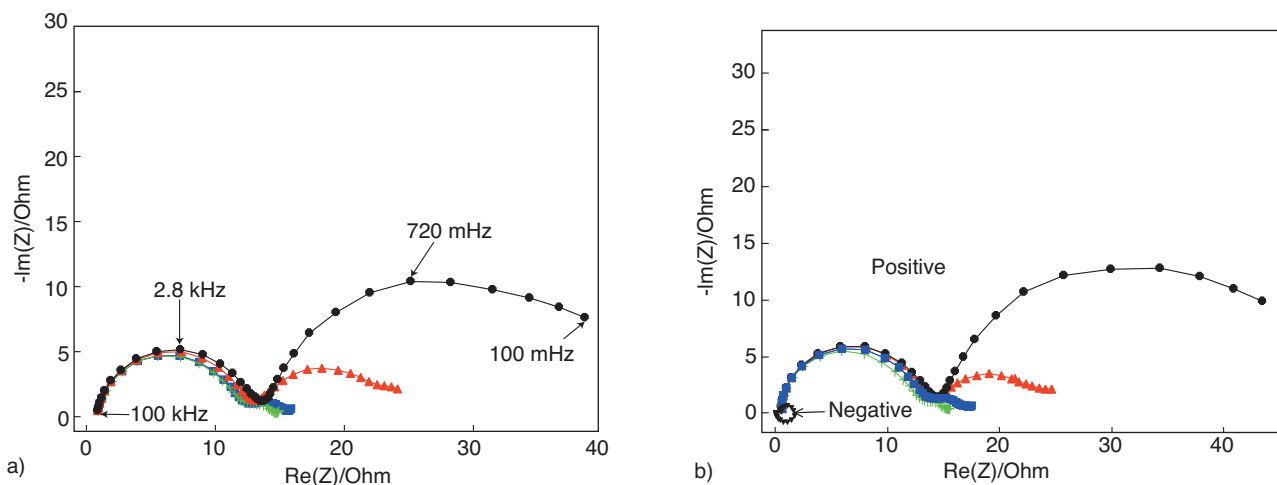 30
25
20
15
10
5
0
-Im(Z)/Ohm
720 mHz
2.8 kHz
100 mHz
100 kHz
0 10 20 30 40
Re(Z)/Ohm
a)
30
25
20
15
10
5
0
-Im(Z)/Ohm
Positive
Negative
0 10 20 30 40
Re(Z)/Ohm
b)